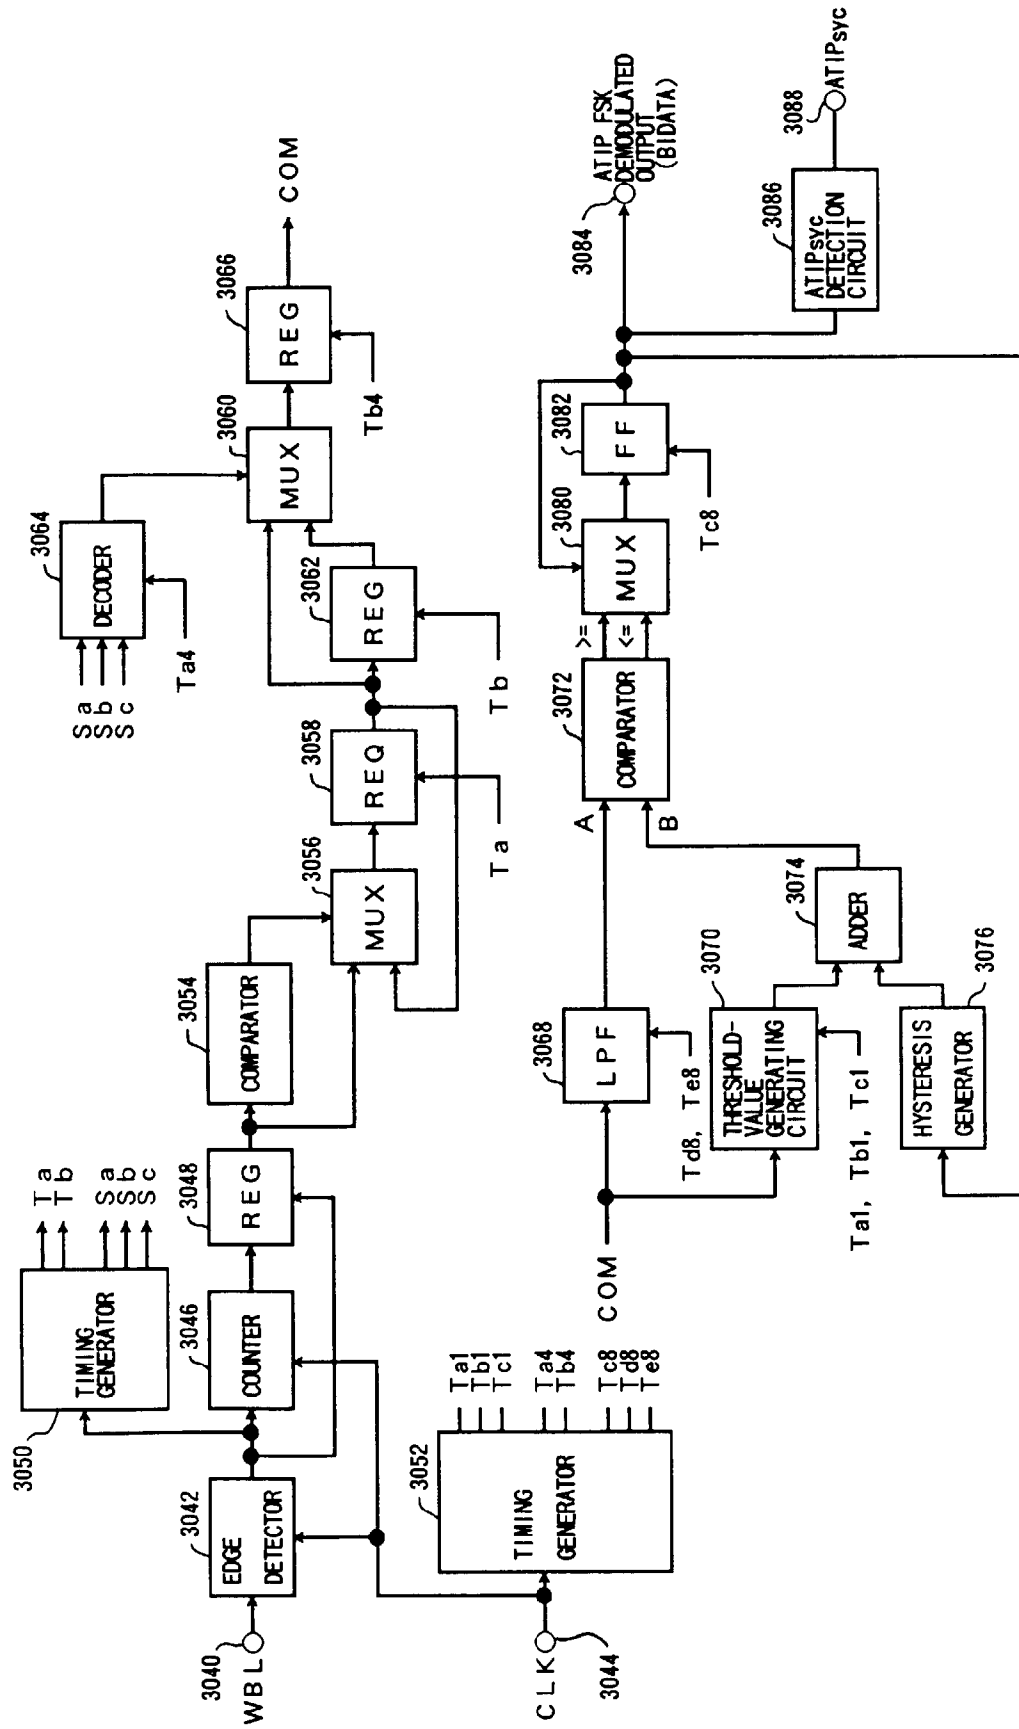 3040
WBL
3042
EDGE
DETECTOR
3050
TIMING
GENERATOR
Ta
Tb
Sa
Sb
Sc
3046
COUNTER
3048
REG
3054
COMPARATOR
3056
MUX
3058
REQ
Ta
3062
REG
Tb
Sa
Sb
Sc
3064
DECODER
Ta4
3060
MUX
3066
REG
Tb4
COM
CLK
3044
3052
TIMING
GENERATOR
Ta1
Tb1
Tc1
Ta4
Tb4
Tc8
Td8
Te8
COM
3068
LPF
Td8, Te8
3070
THRESHOLD-
VALUE
GENERATING
CIRCUIT
Ta1, Tb1, Tc1
3076
HYSTERESIS
GENERATOR
3074
ADDER
A
B
3072
COMPARATOR
>=
<=
3080
MUX
3082
FF
Tc8
3084
ATIP FSK
DEMODULATED
OUTPUT
(BIDATA)
3086
ATIPSYC
DETECTION
CIRCUIT
3088
ATIPSYC